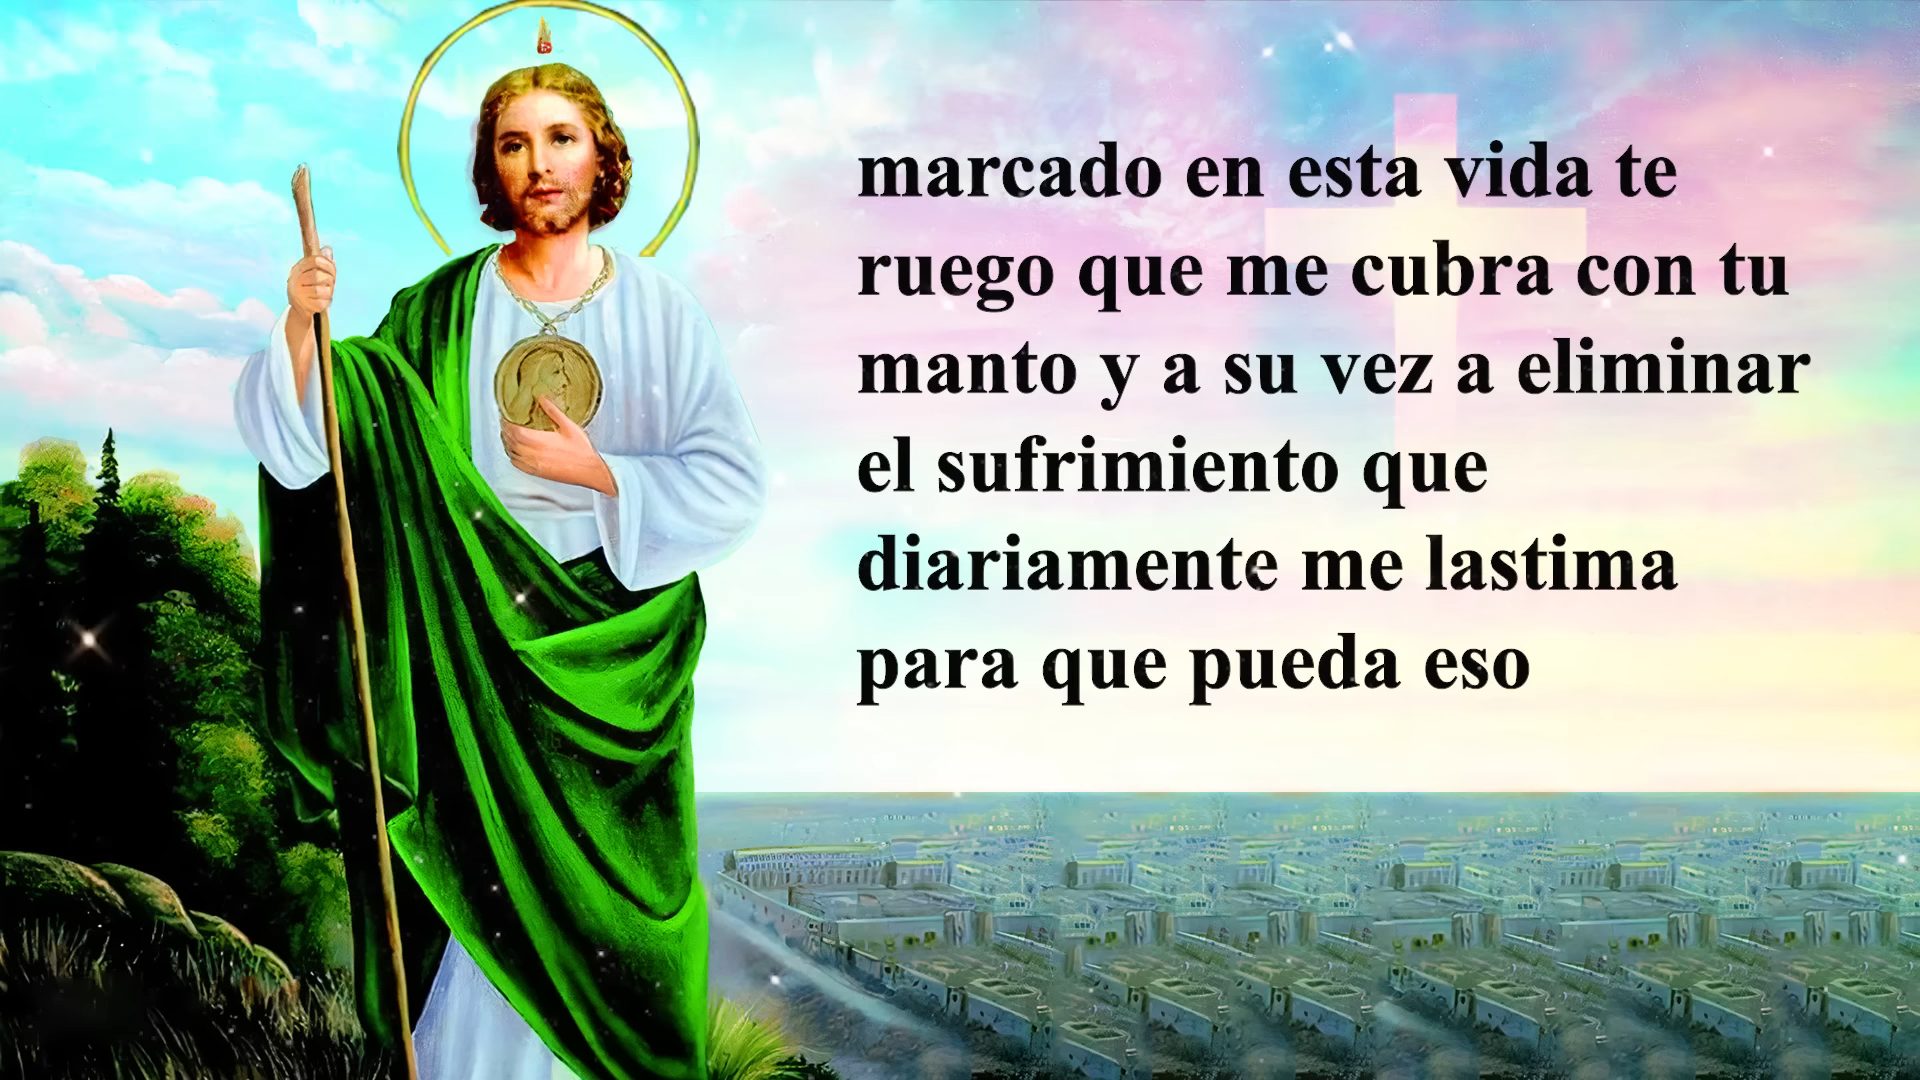 marcado en esta vida te
ruego que me cubra con tu
manto y a su vez a eliminar
el sufrimiento que
diariamente me lastima
para que pueda eso